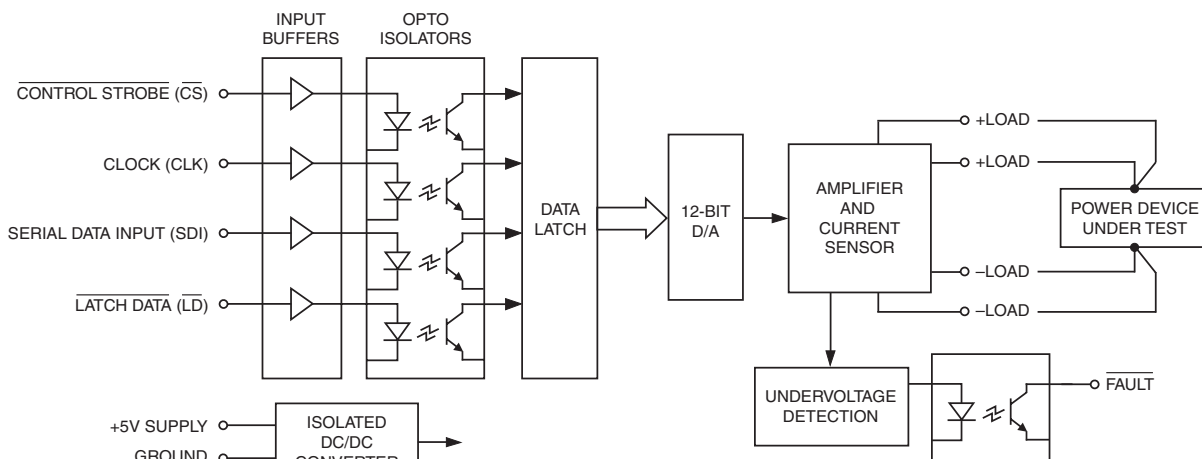 INPUT
BUFFERS
OPTO
ISOLATORS
CONTROL STROBE (CS)
CLOCK (CLK)
SERIAL DATA INPUT (SDI)
LATCH DATA (LD)
DATA
LATCH
12-BIT
D/A
AMPLIFIER
AND
CURRENT
SENSOR
+LOAD
+LOAD
–LOAD
–LOAD
POWER DEVICE
UNDER TEST
UNDERVOLTAGE
DETECTION
FAULT
+5V SUPPLY
GROUND
ISOLATED
DC/DC
CONVERTER